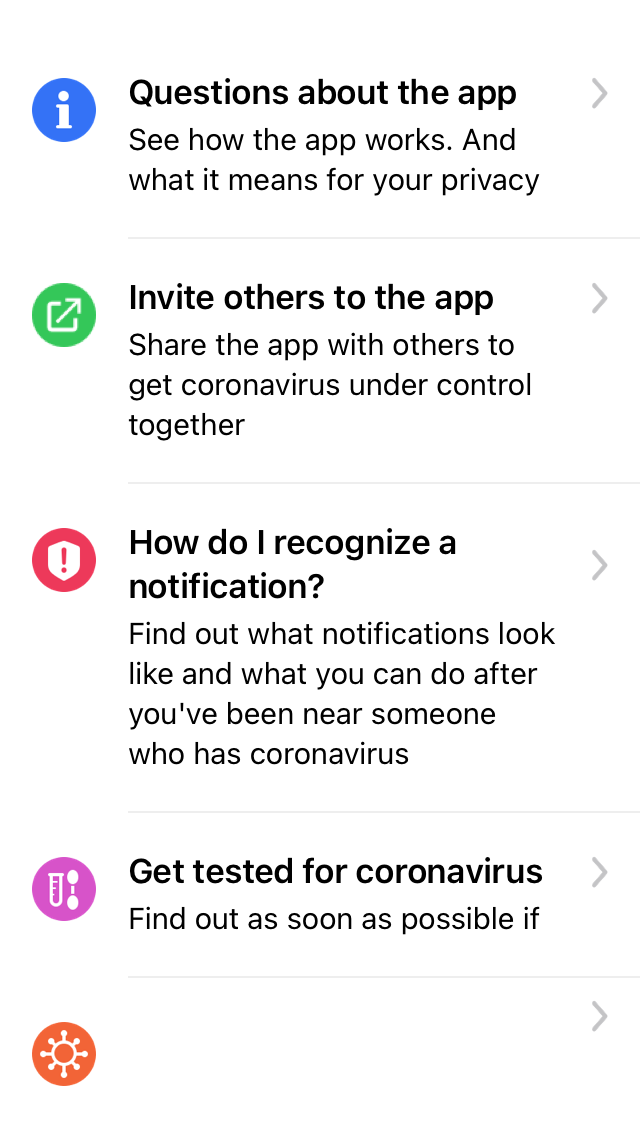 Questions about the app
See how the app works. And
what it means for your privacy
Invite others to the app
Share the app with others to
get coronavirus under control
together
How do I recognize a
notification?
Find out what notifications look
like and what you can do after
you've been near someone
who has coronavirus
Get tested for coronavirus
Find out as soon as possible if